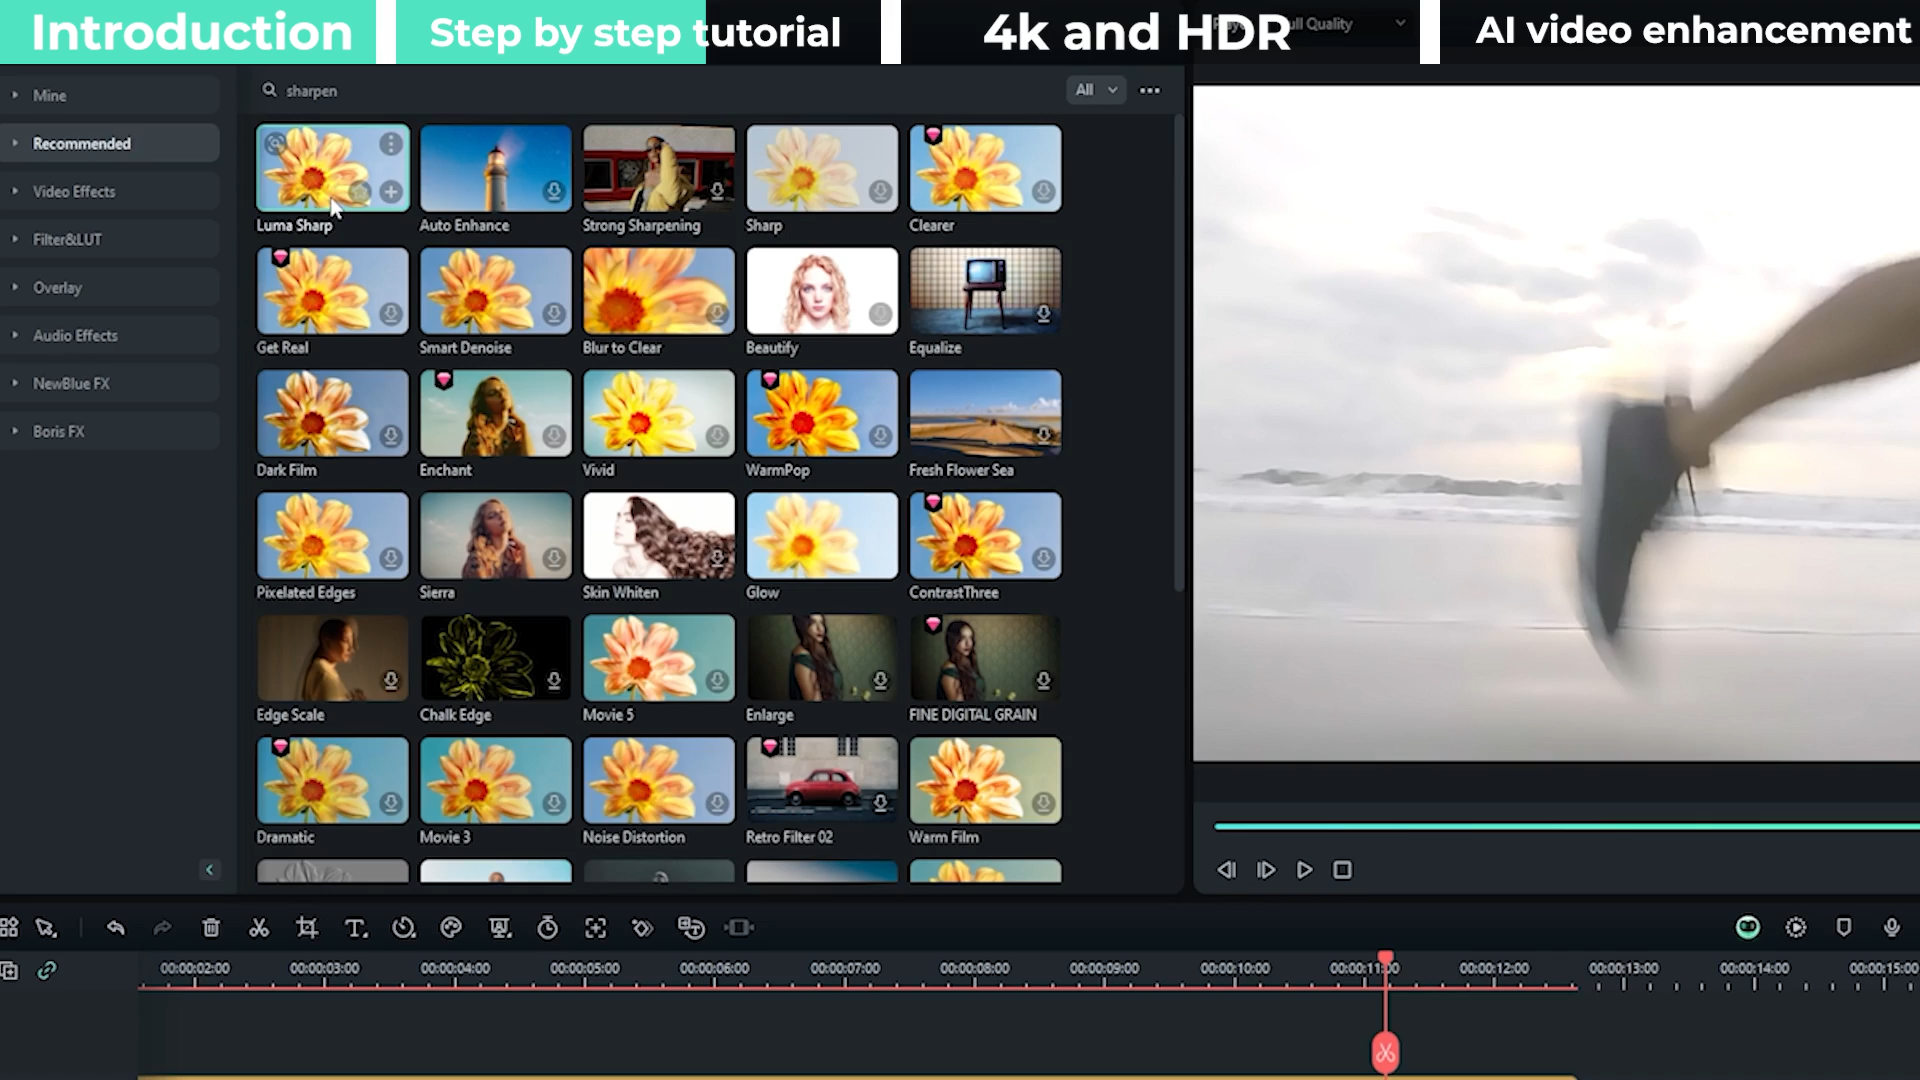 Introduction
Step by step tutorial
4k and HDR
AI video enhancement
Full Quality
Mine
Recommended
Video Effects
Filter&LUT
Overlay
Audio Effects
NewBlue FX
Boris FX
sharpen
All
Luma Sharp
Auto Enhance
Strong Sharpening
Sharp
Clearer
Get Real
Smart Denoise
Blur to Clear
Beautify
Equalize
Dark Film
Enchant
Vivid
WarmPop
Fresh Flower Sea
Pixelated Edges
Sierra
Skin Whiten
Glow
ContrastThree
Edge Scale
Chalk Edge
Movie 5
Enlarge
FINE DIGITAL GRAIN
Dramatic
Movie 3
Noise Distortion
Retro Filter 02
Warm Film
00:00:02:00
00:00:03:00
00:00:04:00
00:00:05:00
00:00:06:00
00:00:07:00
00:00:08:00
00:00:09:00
00:00:10:00
00:00:11:00
00:00:12:00
00:00:13:00
00:00:14:00
00:00:15:00